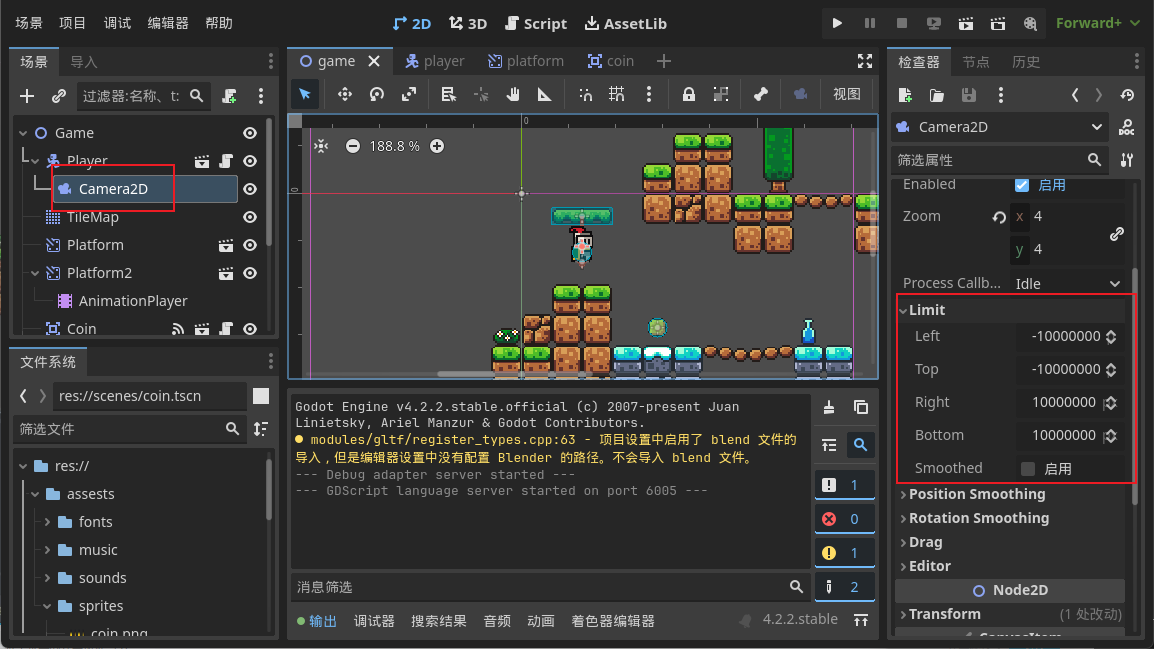 场景 项目 调试 编辑器 帮助
2D 3D Script AssetLib
Forward+
场景 导入
过滤器:名称、t:
Game
Player
Camera2D
TileMap
Platform
Platform2
AnimationPlayer
Coin
文件系统
res://scenes/coin.tscn
筛选文件
res://
assests
fonts
music
sounds
sprites
coin.png
game player platform coin
视图
0
0
188.8 %
Godot Engine v4.2.2.stable.official (c) 2007-present Juan
Linietsky, Ariel Manzur & Godot Contributors.
modules/gltf/register_types.cpp:63 - 项目设置中启用了 blend 文件的
导入，但是编辑器设置中没有配置 Blender 的路径。不会导入 blend 文件。
--- Debug adapter server started ---
--- GDScript language server started on port 6005 ---
1
0
1
2
消息筛选
输出 调试器 搜索结果 音频 动画 着色器编辑器
4.2.2.stable
检查器 节点 历史
Camera2D
DOC
筛选属性
Enabled 启用
Zoom x 4
y 4
Process Callb... Idle
Limit
Left -10000000
Top -10000000
Right 10000000
Bottom 10000000
Smoothed 启用
Position Smoothing
Rotation Smoothing
Drag
Editor
Node2D
Transform (1 处改动)
CanvasItem